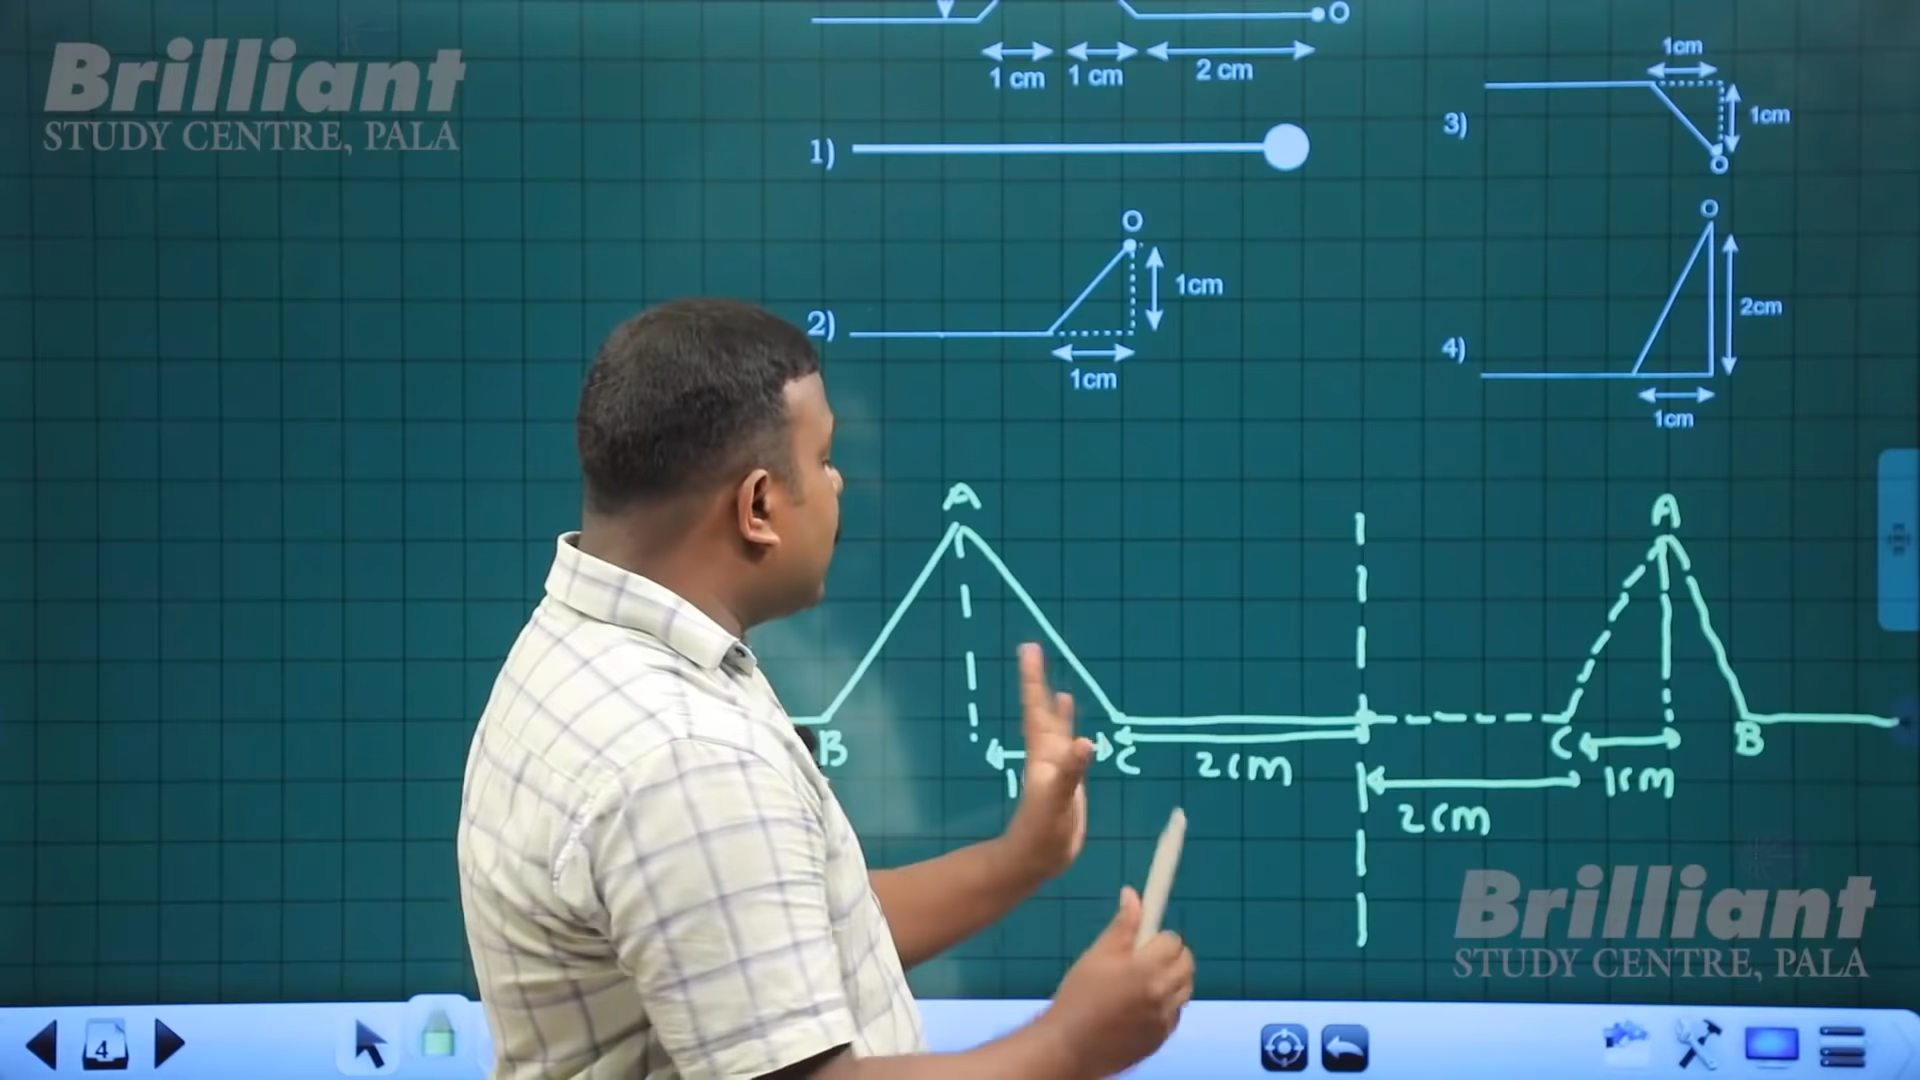 Brilliant
STUDY CENTRE, PALA
O
1 cm 1 cm 2 cm
1)
2)
O
1cm
1cm
3)
1cm
1cm
O
4)
O
2cm
1cm
A
B
C
2cm
A
C
B
1cm
2cm
Brilliant
STUDY CENTRE, PALA
4